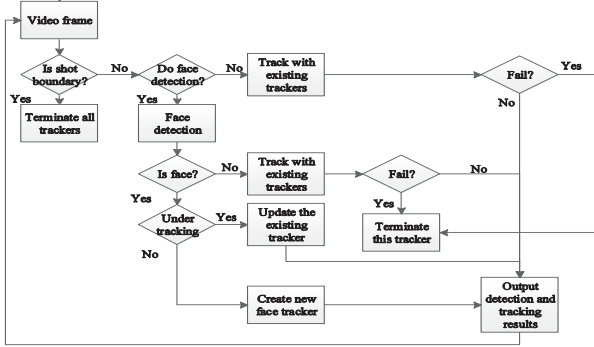 Video frame
Is shot
boundary?
No
Do face
detection?
No
Track with
existing
trackers
Fail?
Yes
Yes
Terminate all
trackers
Yes
Face
detection
No
Is face?
No
Track with
existing
trackers
Fail?
No
Yes
Under
tracking
Yes
Update the
existing
tracker
Yes
Terminate
this tracker
No
Create new
face tracker
Output
detection and
tracking
results